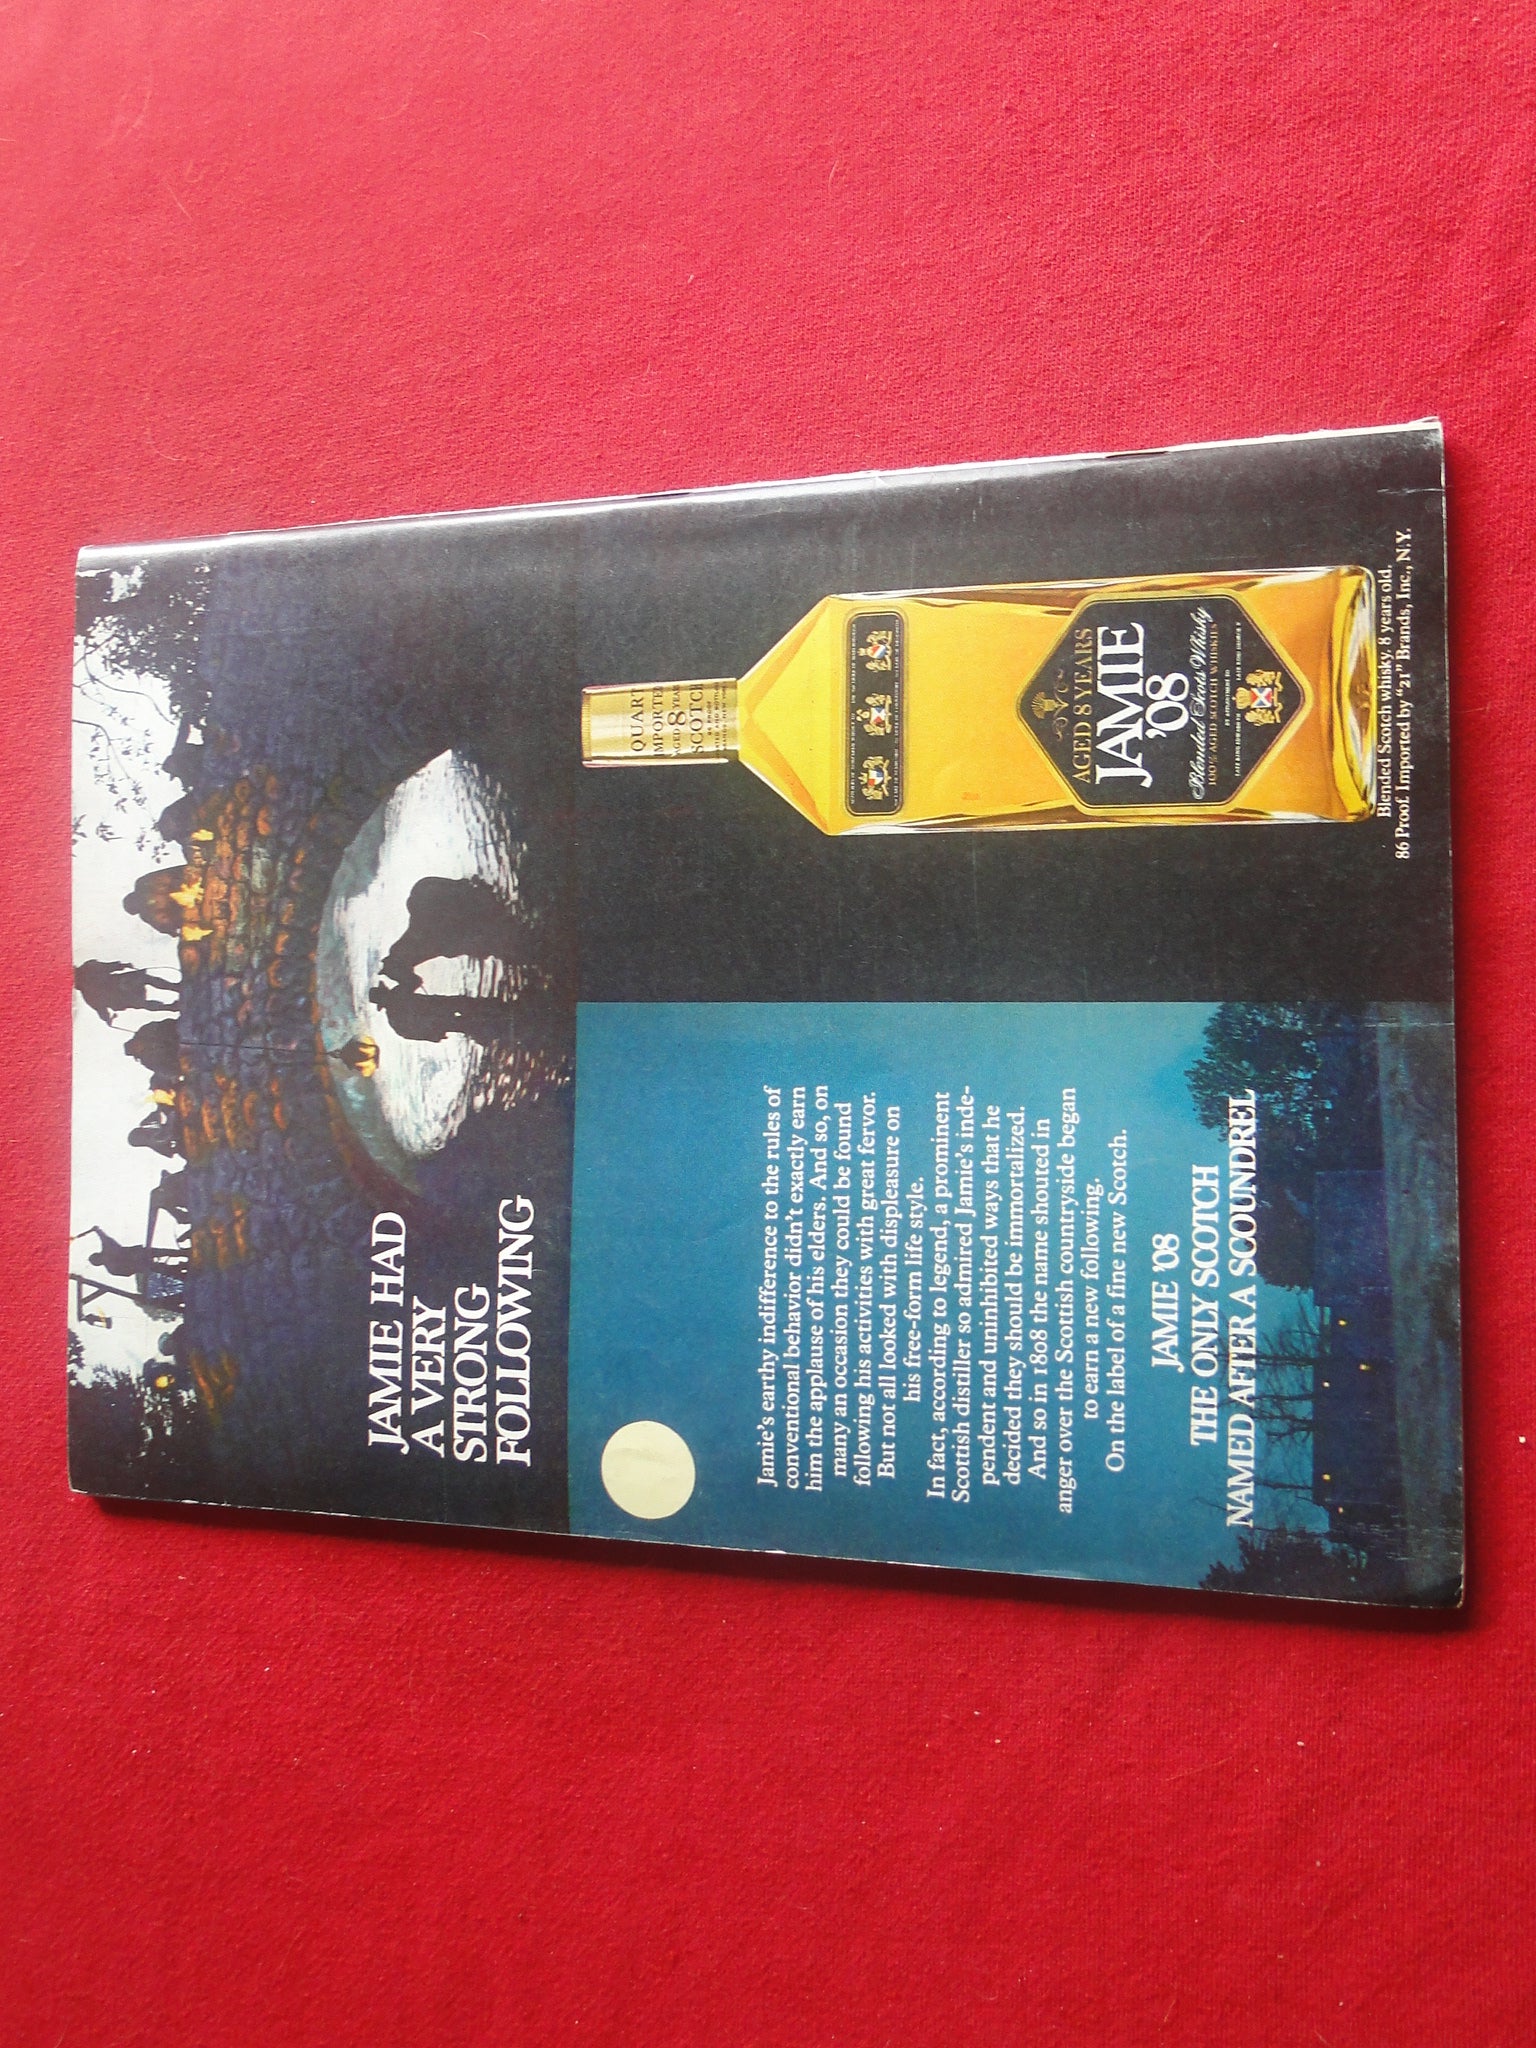 JAMIE HAD
A VERY
STRONG
FOLLOWING
Jamie's earthy indifference to the rules of
conventional behavior didn't exactly earn
him the applause of his elders. And so, on
many an occasion they could be found
following his activities with great fervor.
But not all looked with displeasure on
his free-form life style.
In fact, according to legend, a prominent
Scottish distiller so admired Jamie's inde-
pendent and uninhibited ways that he
decided they should be immortalized.
And so in 1808 the name shouted in
anger over the Scottish countryside began
to earn a new following.
On the label of a fine new Scotch.
JAMIE '08
THE ONLY SCOTCH
NAMED AFTER A SCOUNDREL
QUART
IMPORTED
AGED 8 YEARS
SCOTCH
AGED 8 YEARS
JAMIE
'08
Blended Scots Whisky
100% AGED SCOTCH WHISKIES
Blended Scotch whisky. 8 years old.
86 Proof. Imported by "21" Brands, Inc., N.Y.